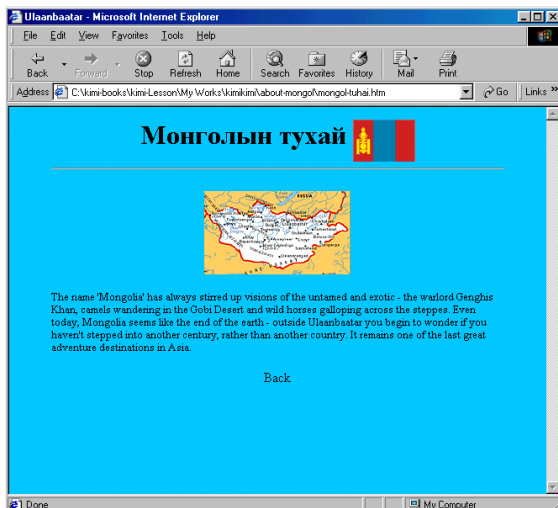 Ulaanbaatar - Microsoft Internet Explorer
File Edit View Favorites Tools Help
Back Forward Stop Refresh Home Search Favorites History Mail Print
Address C:\kimi-books\kimi-Lesson\My Works\kimikimi\about-mongol\mongol-tuhai.htm Go Links »
Монголын тухай
RUSSIA
The name 'Mongolia' has always stirred up visions of the untamed and exotic - the warlord Genghis
Khan, camels wandering in the Gobi Desert and wild horses galloping across the steppes. Even
today, Mongolia seems like the end of the earth - outside Ulaanbaatar you begin to wonder if you
haven't stepped into another century, rather than another country. It remains one of the last great
adventure destinations in Asia.
Back
Done My Computer